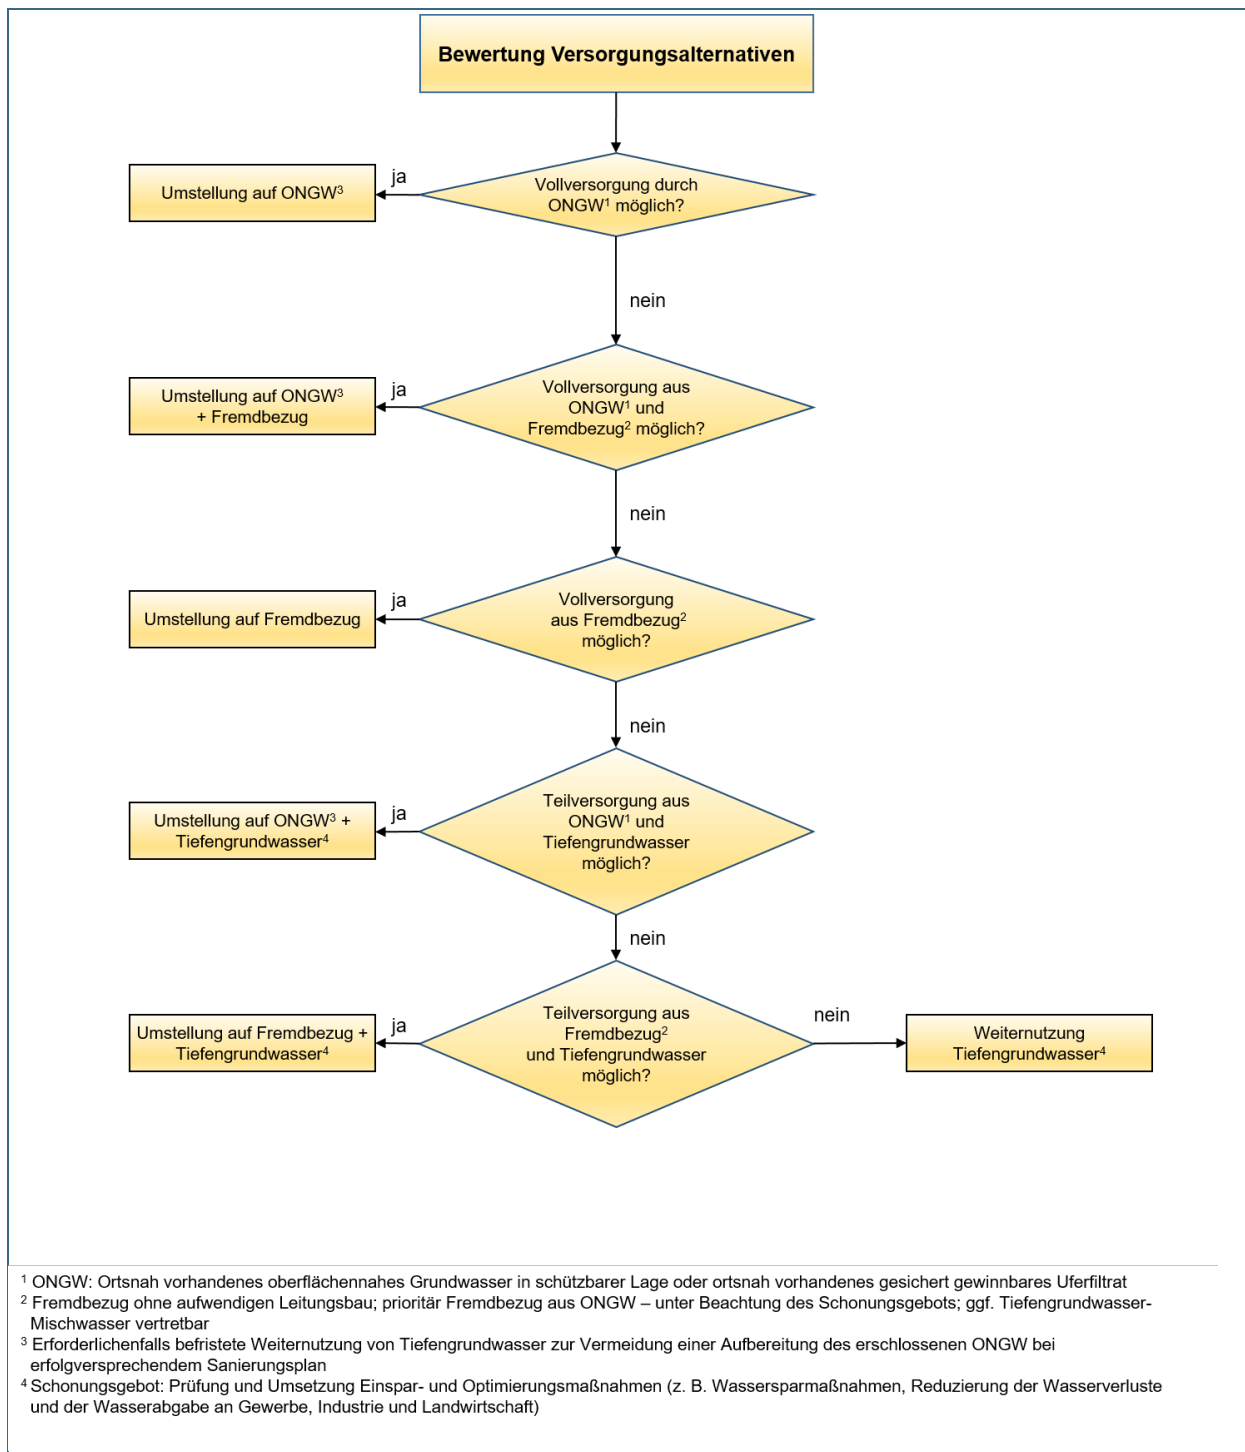 Bewertung Versorgungsalternativen
Vollversorgung durch
ONGW¹ möglich?
ja
Umstellung auf ONGW³
nein
Vollversorgung aus
ONGW¹ und
Fremdbezug² möglich?
ja
Umstellung auf ONGW³
+ Fremdbezug
nein
Vollversorgung
aus Fremdbezug²
möglich?
ja
Umstellung auf Fremdbezug
nein
Teilversorgung aus
ONGW¹ und
Tiefengrundwasser
möglich?
ja
Umstellung auf ONGW³ +
Tiefengrundwasser⁴
nein
Teilversorgung aus
Fremdbezug²
und Tiefengrundwasser
möglich?
ja
Umstellung auf Fremdbezug +
Tiefengrundwasser⁴
nein
Weiternutzung
Tiefengrundwasser⁴
¹ ONGW: Ortsnah vorhandenes oberflächennahes Grundwasser in schützbarer Lage oder ortsnah vorhandenes gesichert gewinnbares Uferfiltrat
² Fremdbezug ohne aufwendigen Leitungsbau; prioritär Fremdbezug aus ONGW – unter Beachtung des Schonungsgebots; ggf. Tiefengrundwasser-
Mischwasser vertretbar
³ Erforderlichenfalls befristete Weiternutzung von Tiefengrundwasser zur Vermeidung einer Aufbereitung des erschlossenen ONGW bei
erfolgversprechendem Sanierungsplan
⁴ Schonungsgebot: Prüfung und Umsetzung Einspar- und Optimierungsmaßnahmen (z. B. Wassersparmaßnahmen, Reduzierung der Wasserverluste
und der Wasserabgabe an Gewerbe, Industrie und Landwirtschaft)